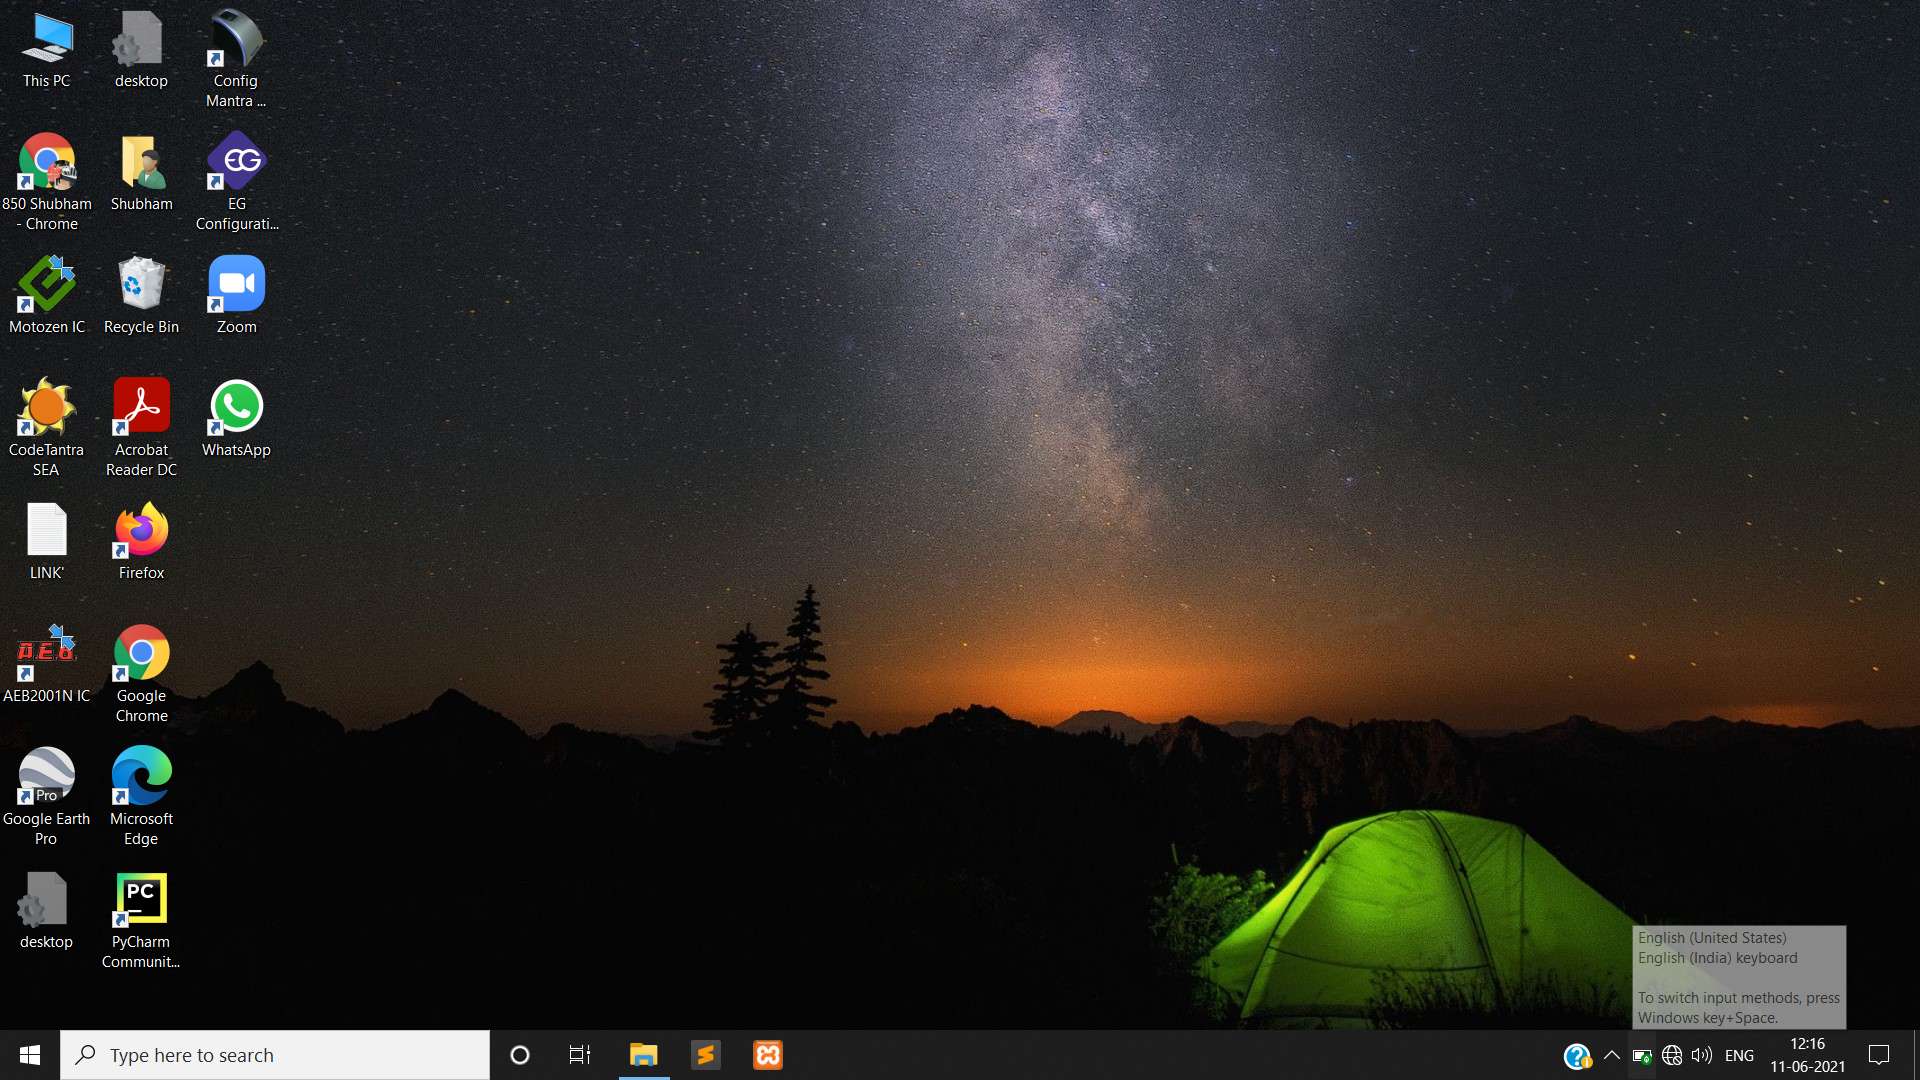 This PC
desktop
Config
Mantra ...
850 Shubham
- Chrome
Shubham
EG
EG
Configurati...
Motozen IC
Recycle Bin
Zoom
CodeTantra
SEA
Acrobat
Reader DC
WhatsApp
LINK'
Firefox
AEB
AEB2001N IC
Google
Chrome
Pro
Google Earth
Pro
Microsoft
Edge
desktop
PC
PyCharm
Communit...
English (United States)
English (India) keyboard
To switch input methods, press
Windows key+Space.
Type here to search
ENG
12:16
11-06-2021